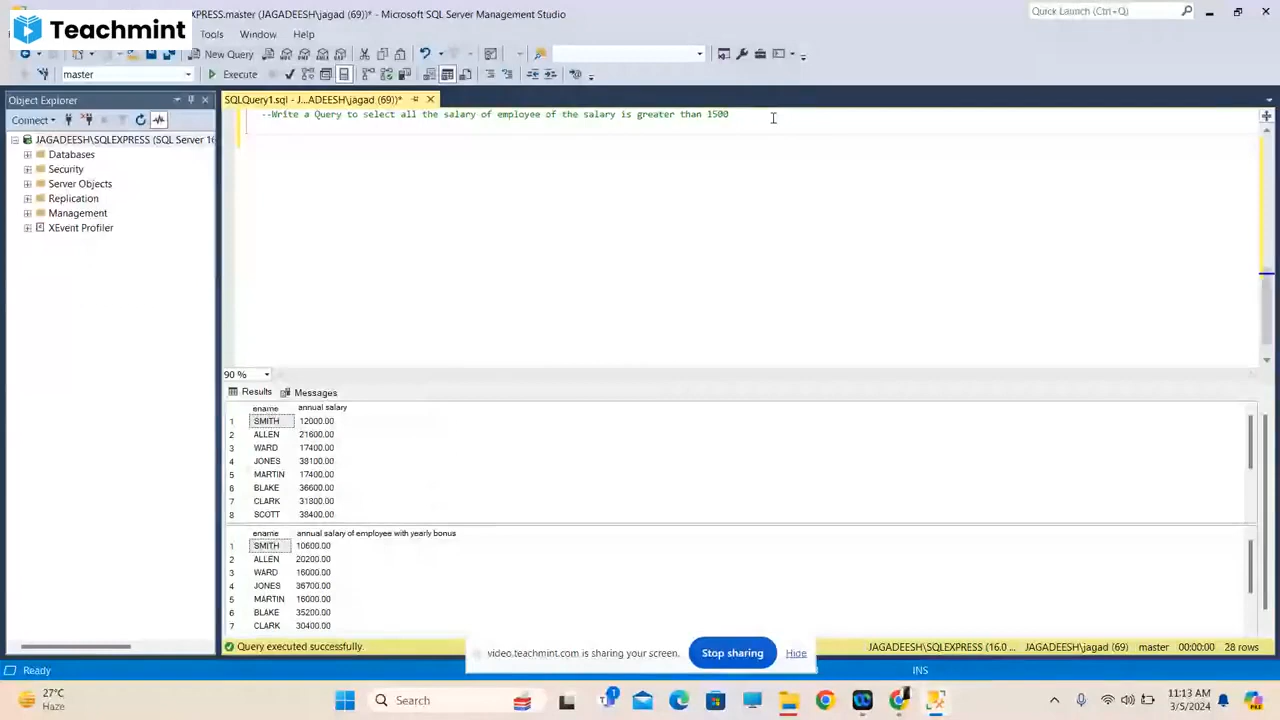 XPRESS.master (JAGADEESH\jagad (69))* - Microsoft SQL Server Management Studio
Quick Launch (Ctrl+Q)
Teachmint
Tools Window Help
New Query
master
Execute
Object Explorer
SQLQuery1.sql - J...ADEESH\jagad (69))*
Connect
--Write a Query to select all the salary of employee of the salary is greater than 1500
JAGADEESH\SQLEXPRESS (SQL Server 16
Databases
Security
Server Objects
Replication
Management
XEvent Profiler
90 %
Results Messages
ename annual salary
1 SMITH 12000.00
2 ALLEN 21600.00
3 WARD 17400.00
4 JONES 38100.00
5 MARTIN 17400.00
6 BLAKE 36600.00
7 CLARK 31800.00
8 SCOTT 38400.00
ename annual salary of employee with yearly bonus
1 SMITH 10600.00
2 ALLEN 20200.00
3 WARD 16000.00
4 JONES 36700.00
5 MARTIN 16000.00
6 BLAKE 35200.00
7 CLARK 30400.00
Query executed successfully.
JAGADEESH\SQLEXPRESS (16.0 ... JAGADEESH\jagad (69) master 00:00:00 28 rows
video.teachmint.com is sharing your screen. Stop sharing Hide
Ready
INS
27°C
Haze
Search
11:13 AM
3/5/2024